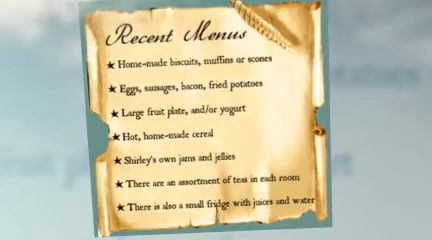 Recent Menus
★ Home-made biscuits, muffins or scones
★ Eggs, sausages, bacon, fried potatoes
★ Large fruit plate, and/or yogurt
★ Hot, home-made cereal
★ Shirley's own jams and jellies
★ There are an assortment of teas in each room
★ There is also a small fridge with juices and water